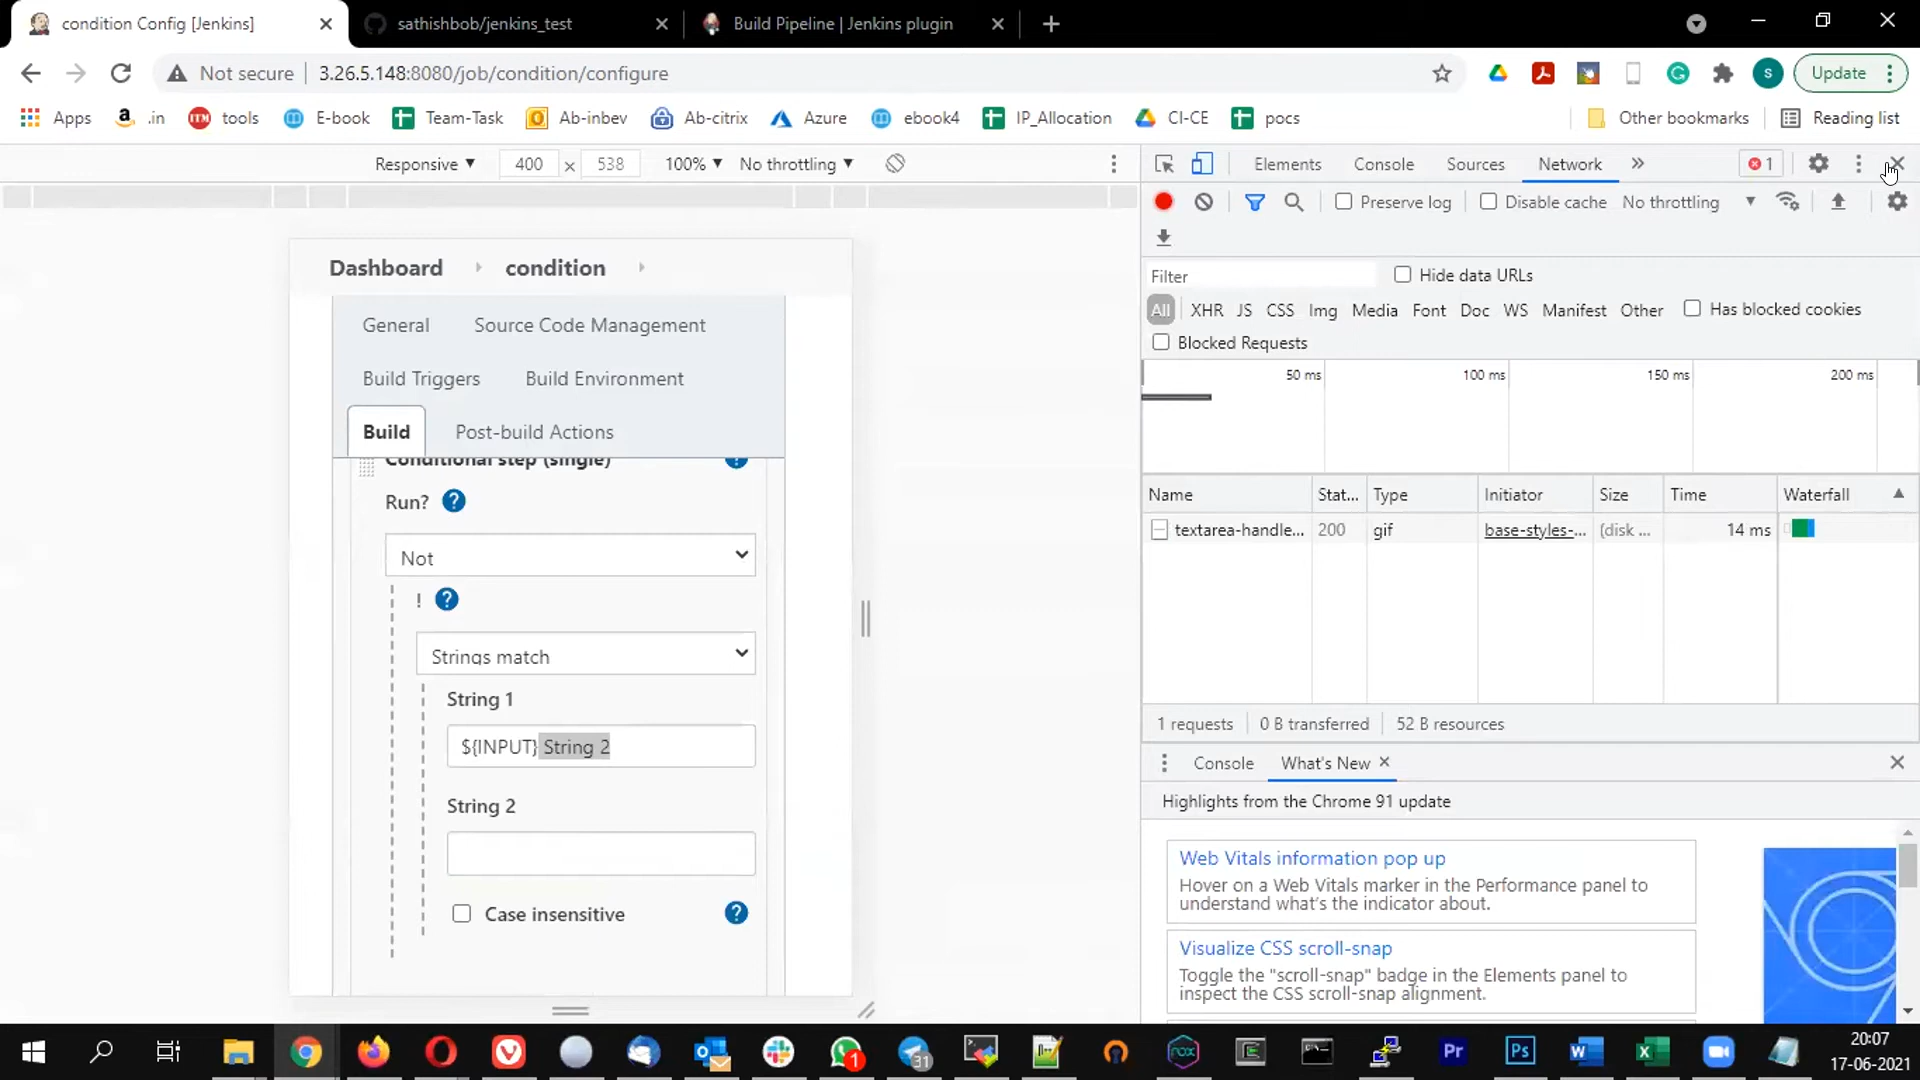 condition Config [Jenkins]
sathishbob/jenkins_test
Build Pipeline | Jenkins plugin
Not secure
3.26.5.148:8080/job/condition/configure
S
Update
Apps
.in
tools
E-book
Team-Task
Ab-inbev
Ab-citrix
Azure
ebook4
IP_Allocation
CI-CE
pocs
Other bookmarks
Reading list
Responsive
400
×
538
100%
No throttling
Elements
Console
Sources
Network
1
Preserve log
Disable cache
No throttling
Filter
Hide data URLs
All
XHR
JS
CSS
Img
Media
Font
Doc
WS
Manifest
Other
Has blocked cookies
Blocked Requests
50 ms
100 ms
150 ms
200 ms
Name
Stat...
Type
Initiator
Size
Time
Waterfall
textarea-handle...
200
gif
base-styles-...
(disk ...
14 ms
1 requests
0 B transferred
52 B resources
Console
What's New
Highlights from the Chrome 91 update
Web Vitals information pop up
Hover on a Web Vitals marker in the Performance panel to
understand what's the indicator about.
Visualize CSS scroll-snap
Toggle the "scroll-snap" badge in the Elements panel to
inspect the CSS scroll-snap alignment.
Dashboard
condition
General
Source Code Management
Build Triggers
Build Environment
Build
Post-build Actions
Conditional step (single)
Run?
Not
!
Strings match
String 1
${INPUT} String 2
String 2
Case insensitive
1
31
Pr
Ps
20:07
17-06-2021